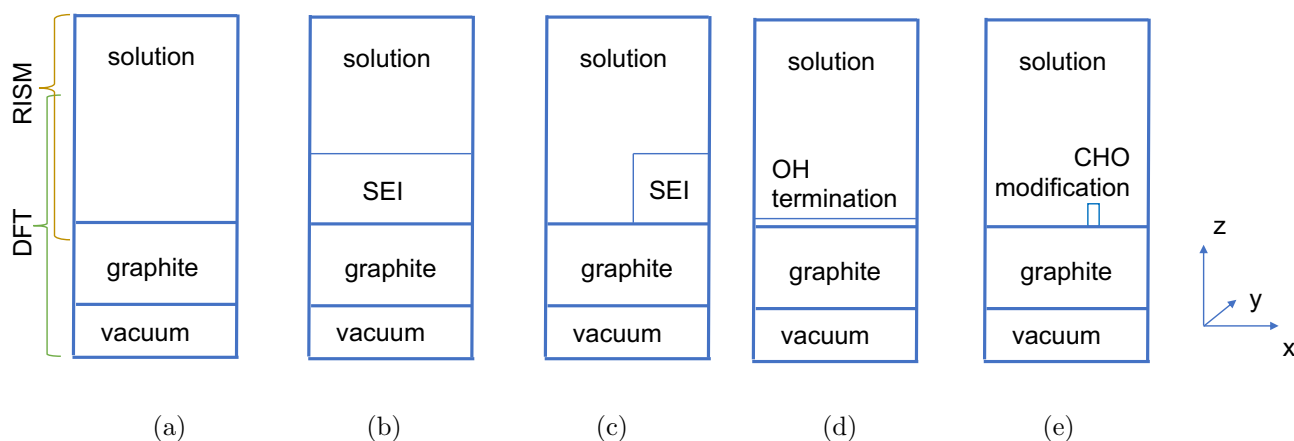 RISM
DFT
solution
graphite
vacuum
(a)
solution
SEI
graphite
vacuum
(b)
solution
SEI
graphite
vacuum
(c)
solution
OH
termination
graphite
vacuum
(d)
solution
CHO
modification
graphite
vacuum
(e)
z
y
x